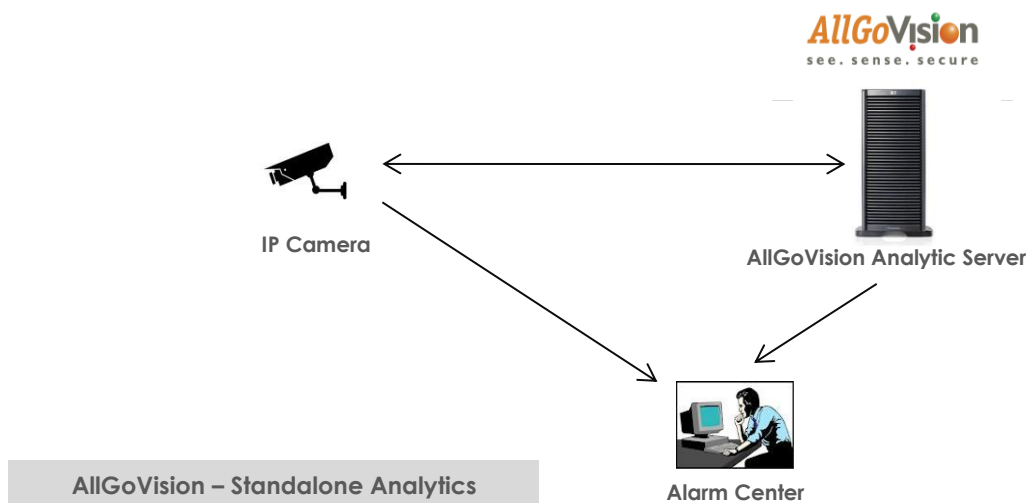 AllGoVision
see. sense. secure
IP Camera
AllGoVision Analytic Server
AllGoVision – Standalone Analytics
Alarm Center